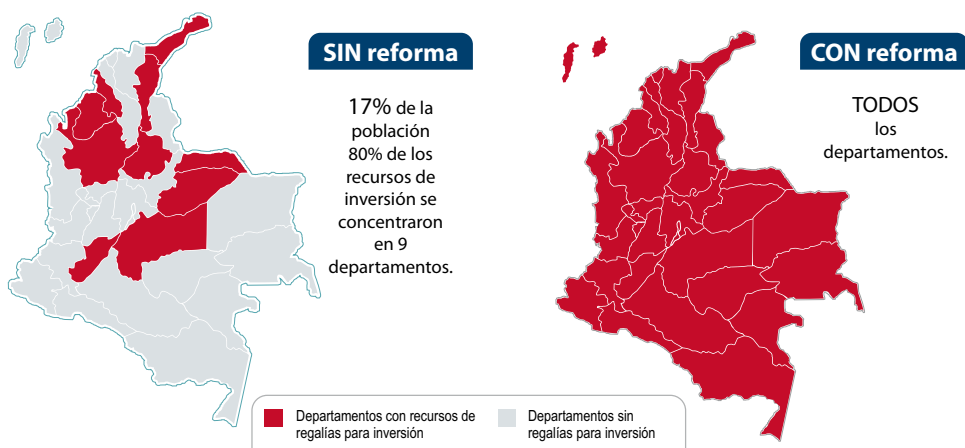 SIN reforma
17% de la
población
80% de los
recursos de
inversión se
concentraron
en 9
departamentos.
CON reforma
TODOS
los
departamentos.
Departamentos con recursos de
regalías para inversión
Departamentos sin
regalías para inversión